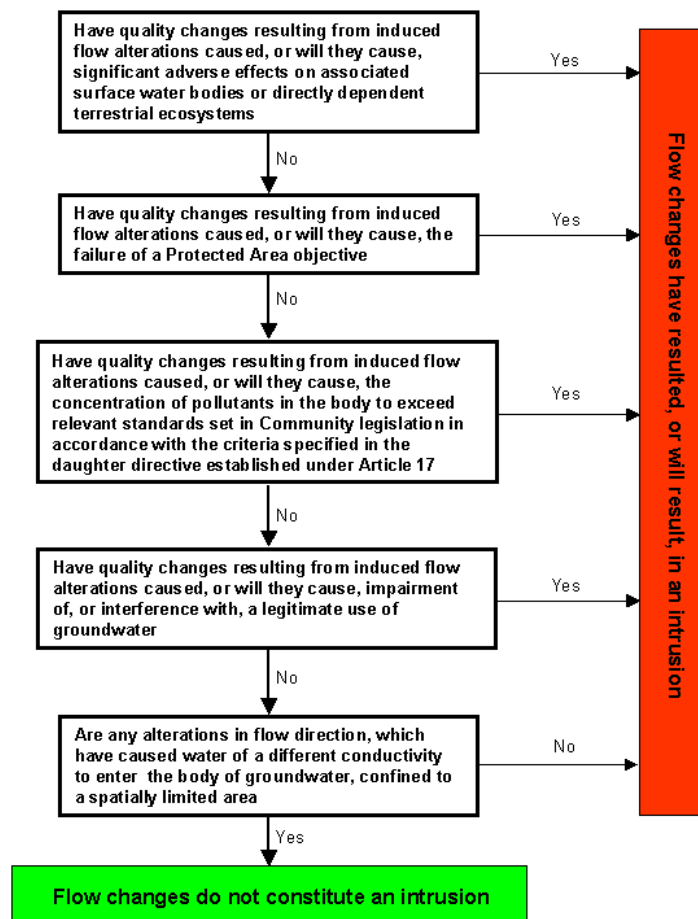 Have quality changes resulting from induced
flow alterations caused, or will they cause,
significant adverse effects on associated
surface water bodies or directly dependent
terrestrial ecosystems
Yes
No
Have quality changes resulting from induced
flow alterations caused, or will they cause, the
failure of a Protected Area objective
Yes
No
Have quality changes resulting from induced flow
alterations caused, or will they cause, the
concentration of pollutants in the body to exceed
relevant standards set in Community legislation in
accordance with the criteria specified in the
daughter directive established under Article 17
Yes
No
Have quality changes resulting from induced flow
alterations caused, or will they cause, impairment
of, or interference with, a legitimate use of
groundwater
Yes
No
Are any alterations in flow direction, which
have caused water of a different conductivity
to enter the body of groundwater, confined to
a spatially limited area
No
Yes
Flow changes have resulted, or will result, in an intrusion
Flow changes do not constitute an intrusion